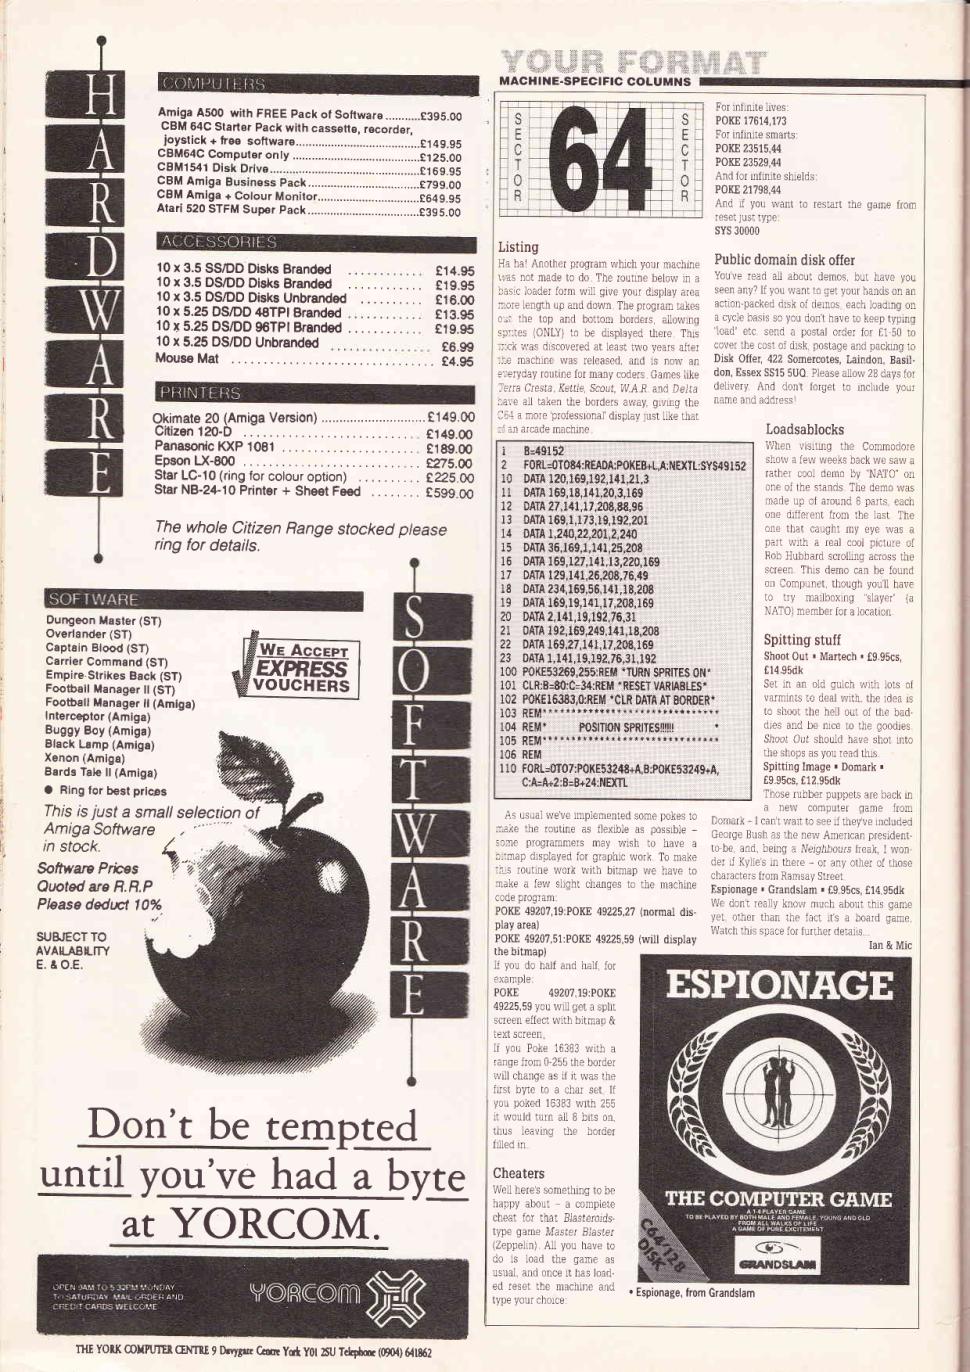 HARDWARE
COMPUTERS
Amiga A500 with FREE Pack of Software ..........£395.00
CBM 64C Starter Pack with cassette, recorder,
joystick + free software....................................£149.95
CBM64C Computer only .....................................£125.00
CBM1541 Disk Drive...........................................£169.95
CBM Amiga Business Pack.................................£799.00
CBM Amiga + Colour Monitor..............................£649.95
Atari 520 STFM Super Pack................................£395.00
ACCESSORIES
10 x 3.5 SS/DD Disks Branded ............ £14.95
10 x 3.5 DS/DD Disks Branded ............ £19.95
10 x 3.5 DS/DD Disks Unbranded .......... £16.00
10 x 5.25 DS/DD 48TPI Branded ............ £13.95
10 x 5.25 DS/DD 96TPI Branded ............ £19.95
10 x 5.25 DS/DD Unbranded ............... £6.99
Mouse Mat ............................ £4.95
PRINTERS
Okimate 20 (Amiga Version) ..............................£149.00
Citizen 120-D ............................ £149.00
Panasonic KXP 1081 ...................... £189.00
Epson LX-800 ............................ £275.00
Star LC-10 (ring for colour option) .......... £225.00
Star NB-24-10 Printer + Sheet Feed ........ £599.00
The whole Citizen Range stocked please
ring for details.
SOFTWARE
SOFTWARE
Dungeon Master (ST)
Overlander (ST)
Captain Blood (ST)
Carrier Command (ST)
Empire Strikes Back (ST)
Football Manager II (ST)
Football Manager II (Amiga)
Interceptor (Amiga)
Buggy Boy (Amiga)
Black Lamp (Amiga)
Xenon (Amiga)
Bards Tale II (Amiga)
● Ring for best prices
WE ACCEPT
EXPRESS
VOUCHERS
This is just a small selection of
Amiga Software
in stock.
Software Prices
Quoted are R.R.P
Please deduct 10%
SUBJECT TO
AVAILABILITY
E. & O.E.
Don't be tempted
until you've had a byte
at YORCOM.
OPEN 9AM TO 5.30PM MONDAY
TO SATURDAY. MAIL ORDER AND
CREDIT CARDS WELCOME
YORCOM
THE YORK COMPUTER CENTRE 9 Davygate Centre York YO1 2SU Telephone (0904) 641862
YOUR FORMAT
MACHINE-SPECIFIC COLUMNS
SECTOR
64
SECTOR
Listing
Ha ha! Another program which your machine
was not made to do. The routine below in a
basic loader form will give your display area
more length up and down. The program takes
out the top and bottom borders, allowing
sprites (ONLY) to be displayed there. This
trick was discovered at least two years after
the machine was released, and is now an
everyday routine for many coders. Games like
Terra Cresta, Kettle, Scout, W.A.R. and Delta
have all taken the borders away, giving the
C64 a more 'professional' display just like that
of an arcade machine.
1 B=49152
2 FORL=0TO84:READA:POKEB+L,A:NEXTL:SYS49152
10 DATA 120,169,192,141,21,3
11 DATA 169,18,141,20,3,169
12 DATA 27,141,17,208,88,96
13 DATA 169,1,173,19,192,201
14 DATA 1,240,22,201,2,240
15 DATA 36,169,1,141,25,208
16 DATA 169,127,141,13,220,169
17 DATA 129,141,26,208,76,49
18 DATA 234,169,56,141,18,208
19 DATA 169,19,141,17,208,169
20 DATA 2,141,19,192,76,31
21 DATA 192,169,249,141,18,208
22 DATA 169,27,141,17,208,169
23 DATA 1,141,19,192,76,31,192
100 POKE53269,255:REM *TURN SPRITES ON*
101 CLR:B=80:C=34:REM *RESET VARIABLES*
102 POKE16383,0:REM *CLR DATA AT BORDER*
103 REM********************************
104 REM* POSITION SPRITES!!!!!! *
105 REM********************************
106 REM
110 FORL=0TO7:POKE53248+A,B:POKE53249+A,
C:A=A+2:B=B+24:NEXTL
As usual we've implemented some pokes to
make the routine as flexible as possible –
some programmers may wish to have a
bitmap displayed for graphic work. To make
this routine work with bitmap we have to
make a few slight changes to the machine
code program:
POKE 49207,19:POKE 49225,27 (normal dis-
play area)
POKE 49207,51:POKE 49225,59 (will display
the bitmap)
If you do half and half, for
example:
POKE 49207,19:POKE
49225,59 you will get a split
screen effect with bitmap &
text screen,
If you Poke 16383 with a
range from 0-255 the border
will change as if it was the
first byte to a char set. If
you poked 16383 with 255
it would turn all 8 bits on,
thus leaving the border
filled in.
Cheaters
Well here's something to be
happy about – a complete
cheat for that Blasteroids-
type game Master Blaster
(Zeppelin). All you have to
do is load the game as
usual, and once it has load-
ed reset the machine and
type your choice:
For infinite lives:
POKE 17614,173
For infinite smarts:
POKE 23515,44
POKE 23529,44
And for infinite shields:
POKE 21798,44
And if you want to restart the game from
reset just type:
SYS 30000
Public domain disk offer
You've read all about demos, but have you
seen any? If you want to get your hands on an
action-packed disk of demos, each loading on
a cycle basis so you don't have to keep typing
'load' etc. send a postal order for £1-50 to
cover the cost of disk, postage and packing to
Disk Offer, 422 Somercotes, Laindon, Basil-
don, Essex SS15 5UQ. Please allow 28 days for
delivery. And don't forget to include your
name and address!
Loadsablocks
When visiting the Commodore
show a few weeks back we saw a
rather cool demo by "NATO" on
one of the stands. The demo was
made up of around 6 parts, each
one different from the last. The
one that caught my eye was a
part with a real cool picture of
Rob Hubbard scrolling across the
screen. This demo can be found
on Compunet, though you'll have
to try mailboxing "slayer' (a
NATO) member for a location.
Spitting stuff
Shoot Out • Martech • £9.95cs,
£14.95dk
Set in an old gulch with lots of
varmints to deal with, the idea is
to shoot the hell out of the bad-
dies and be nice to the goodies.
Shoot Out should have shot into
the shops as you read this.
Spitting Image • Domark •
£9.95cs, £12.95dk
Those rubber puppets are back in
a new computer game from
Domark – I can't wait to see if they've included
George Bush as the new American president-
to-be, and, being a Neighbours freak, I won-
der if Kylie's in there – or any other of those
characters from Ramsay Street.
Espionage • Grandslam • £9.95cs, £14.95dk
We don't really know much about this game
yet, other than the fact it's a board game.
Watch this space for further details...
Ian & Mic
ESPIONAGE
THE COMPUTER GAME
A 1-4 PLAYER GAME
TO BE PLAYED BY BOTH MALE AND FEMALE, YOUNG AND OLD
FROM ALL WALKS OF LIFE
A GAME OF PURE EXCITEMENT
C64/128
DISK
GRANDSLAM
• Espionage, from Grandslam